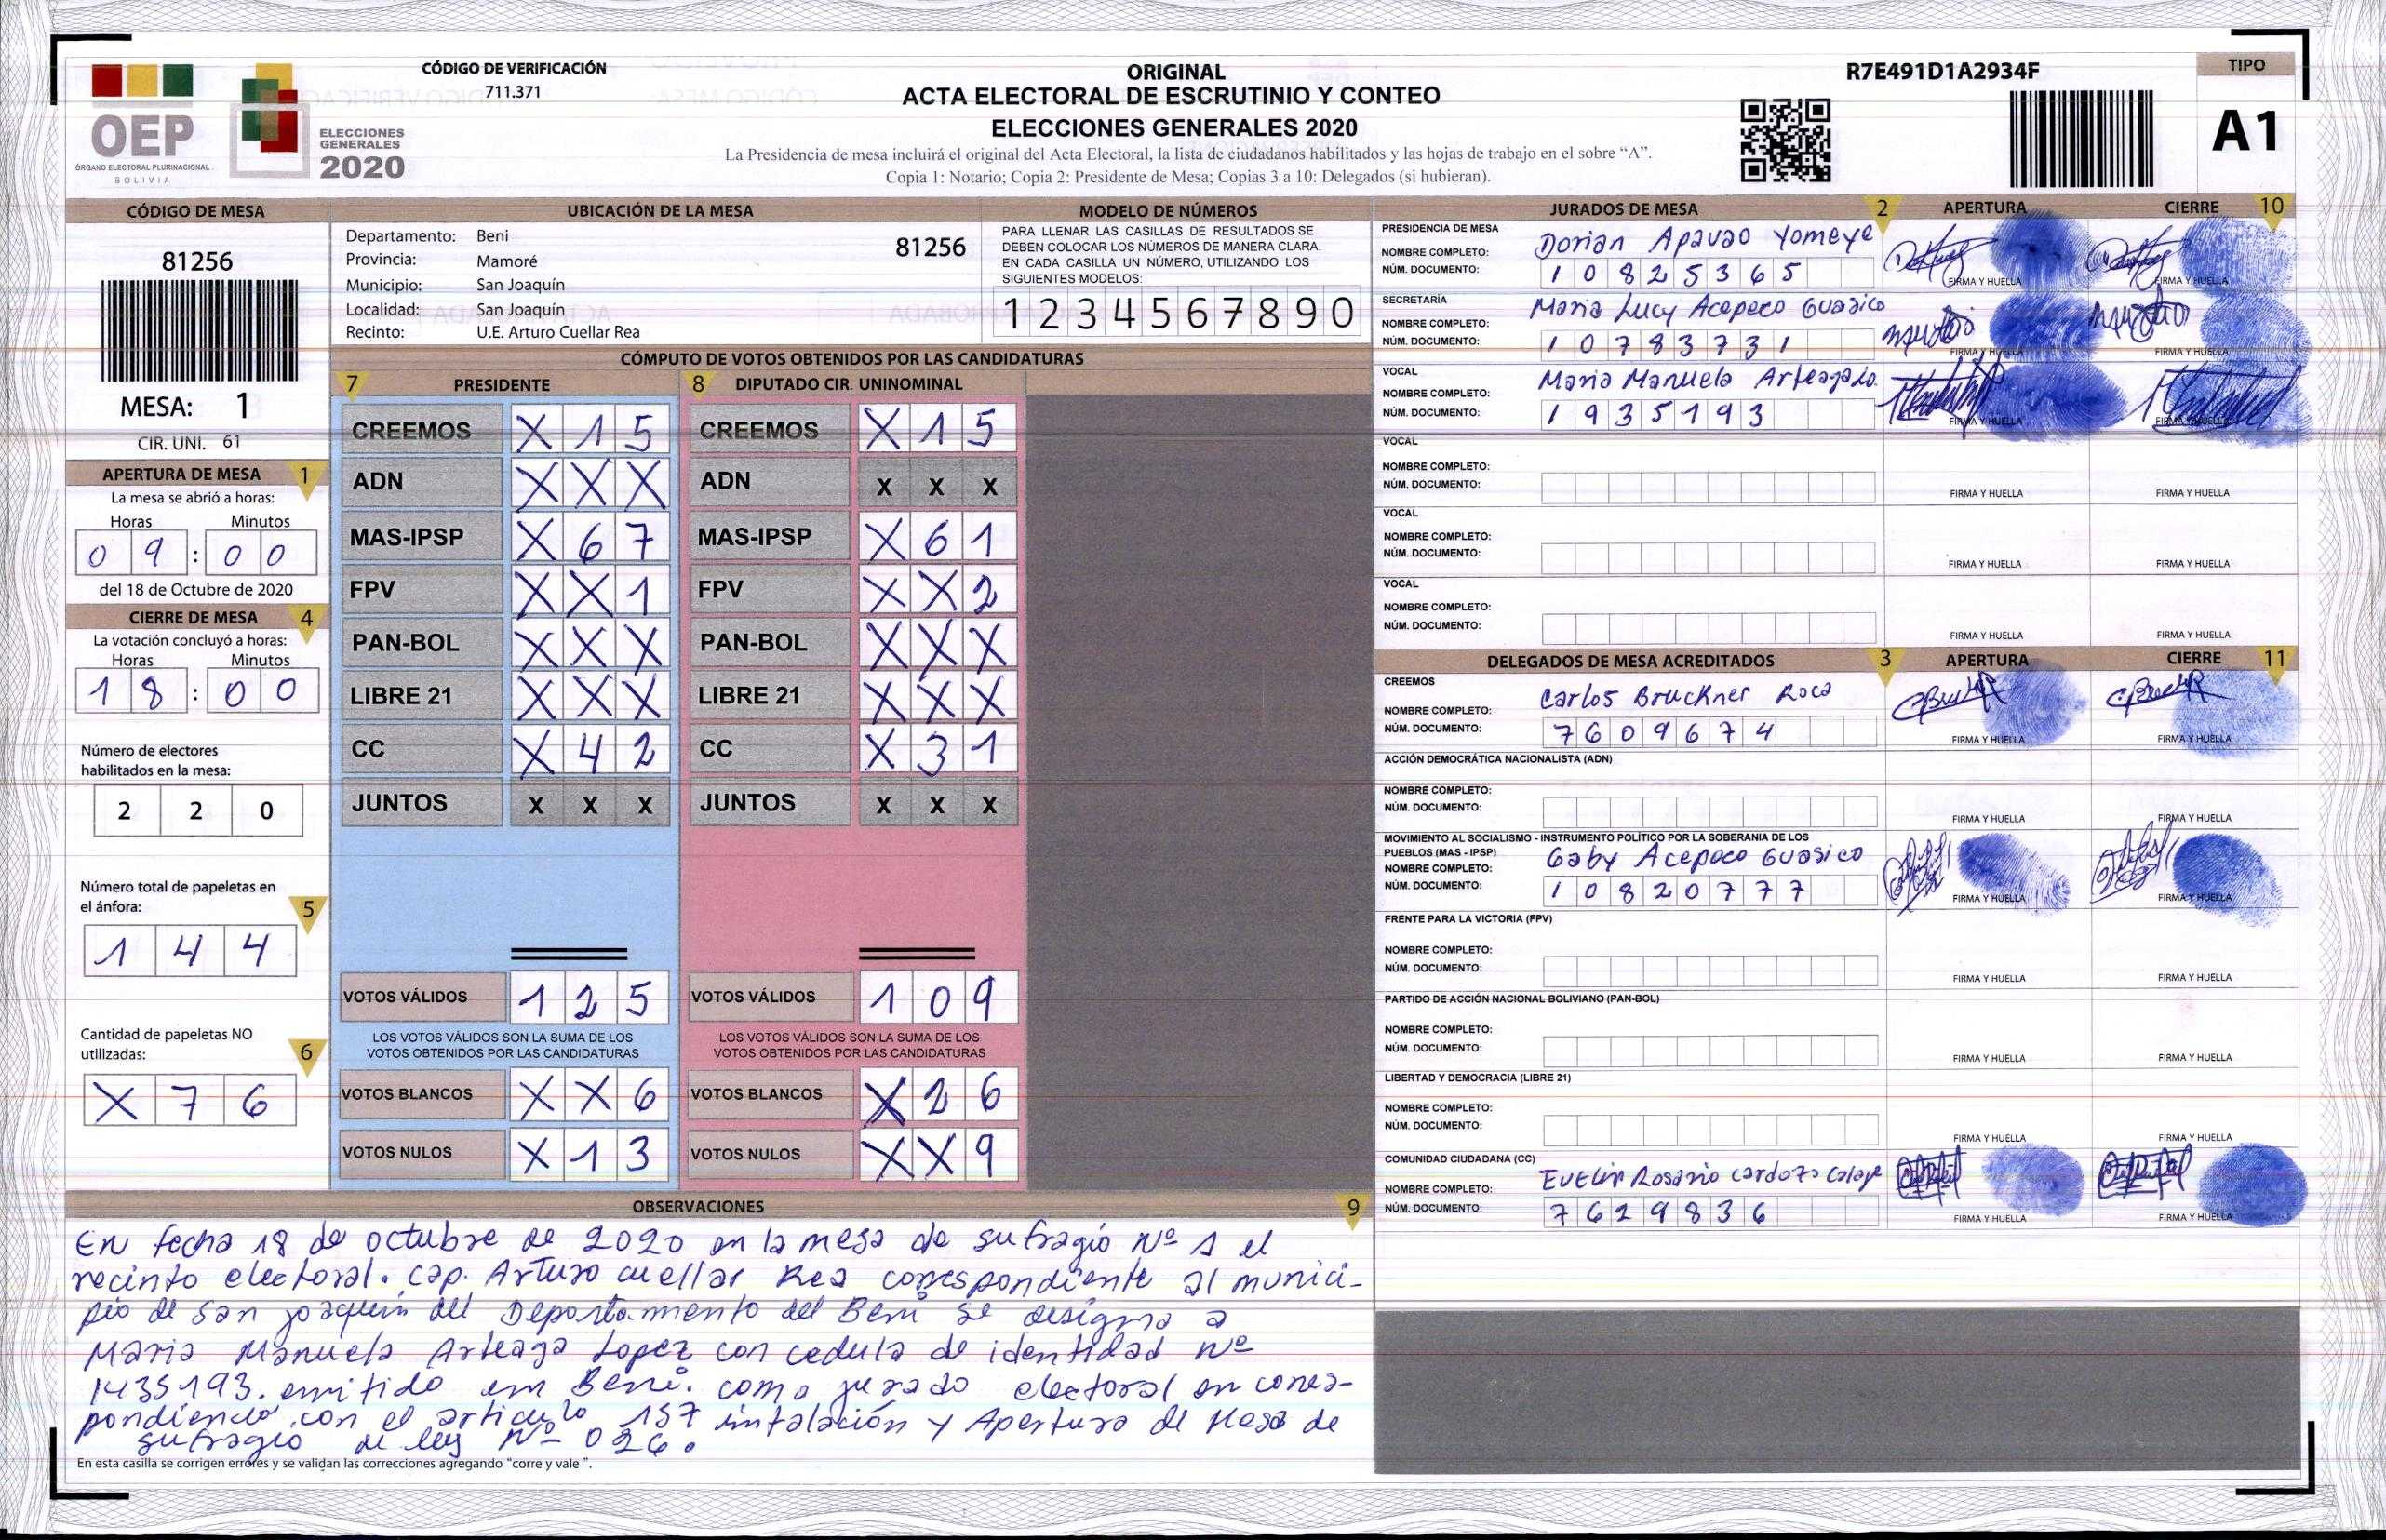 CÓDIGO DE VERIFICACIÓN
711.371
OEP
ÓRGANO ELECTORAL PLURINACIONAL
BOLIVIA
ELECCIONES
GENERALES
2020
ORIGINAL
ACTA ELECTORAL DE ESCRUTINIO Y CONTEO
ELECCIONES GENERALES 2020
La Presidencia de mesa incluirá el original del Acta Electoral, la lista de ciudadanos habilitados y las hojas de trabajo en el sobre “A”.
Copia 1: Notario; Copia 2: Presidente de Mesa; Copias 3 a 10: Delegados (si hubieran).
R7E491D1A2934F
TIPO
A1
CÓDIGO DE MESA
81256
MESA: 1
CIR. UNI. 61
APERTURA DE MESA 1
La mesa se abrió a horas:
Horas Minutos
0 9 : 0 0
del 18 de Octubre de 2020
CIERRE DE MESA 4
La votación concluyó a horas:
Horas Minutos
1 8 : 0 0
Número de electores
habilitados en la mesa:
2 2 0
Número total de papeletas en
el ánfora: 5
1 4 4
Cantidad de papeletas NO
utilizadas: 6
X 7 6
UBICACIÓN DE LA MESA
Departamento: Beni 81256
Provincia: Mamoré
Municipio: San Joaquín
Localidad: San Joaquín
Recinto: U.E. Arturo Cuellar Rea
MODELO DE NÚMEROS
PARA LLENAR LAS CASILLAS DE RESULTADOS SE
DEBEN COLOCAR LOS NÚMEROS DE MANERA CLARA.
EN CADA CASILLA UN NÚMERO, UTILIZANDO LOS
SIGUIENTES MODELOS:
1 2 3 4 5 6 7 8 9 0
CÓMPUTO DE VOTOS OBTENIDOS POR LAS CANDIDATURAS
7 PRESIDENTE 8 DIPUTADO CIR. UNINOMINAL
CREEMOS X 1 5 CREEMOS X 1 5
ADN X X X ADN X X X
MAS-IPSP X 6 7 MAS-IPSP X 6 1
FPV X X 1 FPV X X 2
PAN-BOL X X X PAN-BOL X X X
LIBRE 21 X X X LIBRE 21 X X X
CC X 4 2 CC X 3 1
JUNTOS X X X JUNTOS X X X
VOTOS VÁLIDOS 1 2 5 VOTOS VÁLIDOS 1 0 9
LOS VOTOS VÁLIDOS SON LA SUMA DE LOS LOS VOTOS VÁLIDOS SON LA SUMA DE LOS
VOTOS OBTENIDOS POR LAS CANDIDATURAS VOTOS OBTENIDOS POR LAS CANDIDATURAS
VOTOS BLANCOS X X 6 VOTOS BLANCOS X 2 6
VOTOS NULOS X 1 3 VOTOS NULOS X X 9
OBSERVACIONES 9
En fecha 18 de octubre de 2020 en la mesa de sufragio Nº 1 el
recinto electoral. Cap. Arturo cuellar Rea correspondiente al munici-
pio de San joaquin del Departamiento del Beni se designa a
Maria Manuela Arteaga Lopez con cedula de identidad Nº
1435193. emitido en Beni. como jurado electoral en corres-
pondiendo con el articulo 157 instalación y Apertura de Mesa de
sufragio de ley Nº 026.
En esta casilla se corrigen errores y se validan las correcciones agregando “corre y vale ”.
JURADOS DE MESA 2 APERTURA CIERRE 10
PRESIDENCIA DE MESA
NOMBRE COMPLETO: Dorian Apavao Yomeye
NÚM. DOCUMENTO: 1 0 8 2 5 3 6 5
FIRMA Y HUELLA FIRMA Y HUELLA
SECRETARÍA
NOMBRE COMPLETO: Maria Lucy Acepeco Guasico
NÚM. DOCUMENTO: 1 0 7 8 3 7 3 1
FIRMA Y HUELLA FIRMA Y HUELLA
VOCAL
NOMBRE COMPLETO: Maria Manuela Arteaga Lo.
NÚM. DOCUMENTO: 1 9 3 5 1 9 3
FIRMA Y HUELLA FIRMA Y HUELLA
VOCAL
NOMBRE COMPLETO:
NÚM. DOCUMENTO:
FIRMA Y HUELLA FIRMA Y HUELLA
VOCAL
NOMBRE COMPLETO:
NÚM. DOCUMENTO:
FIRMA Y HUELLA FIRMA Y HUELLA
VOCAL
NOMBRE COMPLETO:
NÚM. DOCUMENTO:
FIRMA Y HUELLA FIRMA Y HUELLA
DELEGADOS DE MESA ACREDITADOS 3 APERTURA CIERRE 11
CREEMOS
NOMBRE COMPLETO: Carlos Bruckner Roca
NÚM. DOCUMENTO: 7 6 0 9 6 7 4
FIRMA Y HUELLA FIRMA Y HUELLA
ACCIÓN DEMOCRÁTICA NACIONALISTA (ADN)
NOMBRE COMPLETO:
NÚM. DOCUMENTO:
FIRMA Y HUELLA FIRMA Y HUELLA
MOVIMIENTO AL SOCIALISMO - INSTRUMENTO POLÍTICO POR LA SOBERANIA DE LOS
PUEBLOS (MAS - IPSP)
NOMBRE COMPLETO: Gaby Acepoco Guasico
NÚM. DOCUMENTO: 1 0 8 2 0 7 7 7
FIRMA Y HUELLA FIRMA Y HUELLA
FRENTE PARA LA VICTORIA (FPV)
NOMBRE COMPLETO:
NÚM. DOCUMENTO:
FIRMA Y HUELLA FIRMA Y HUELLA
PARTIDO DE ACCIÓN NACIONAL BOLIVIANO (PAN-BOL)
NOMBRE COMPLETO:
NÚM. DOCUMENTO:
FIRMA Y HUELLA FIRMA Y HUELLA
LIBERTAD Y DEMOCRACIA (LIBRE 21)
NOMBRE COMPLETO:
NÚM. DOCUMENTO:
FIRMA Y HUELLA FIRMA Y HUELLA
COMUNIDAD CIUDADANA (CC)
NOMBRE COMPLETO: Evelin Rosario Cardozo
NÚM. DOCUMENTO: 7 6 2 9 8 3 6
FIRMA Y HUELLA FIRMA Y HUELLA